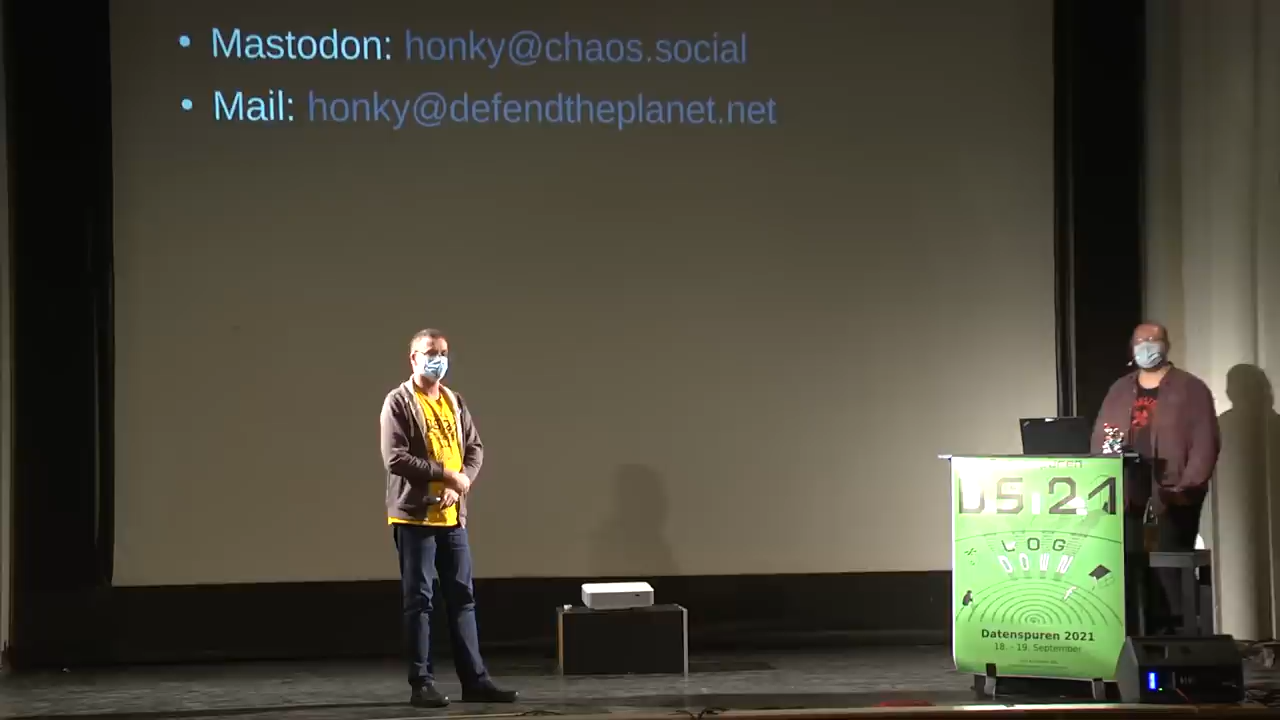 • Mastodon: honky@chaos.social
• Mail: honky@defendtheplanet.net
DS:21
LOG
DOWN
Datenspuren 2021
18. - 19. September